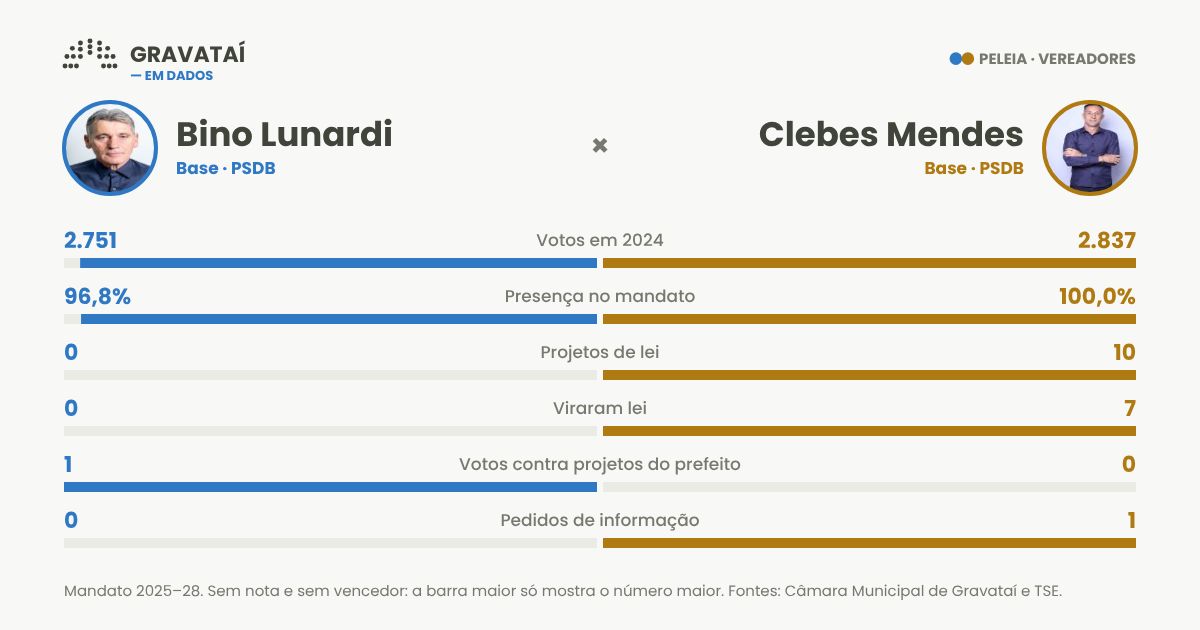 GRAVATAÍ
— EM DADOS
PELEIA · VEREADORES
Bino Lunardi
Base · PSDB
×
Clebes Mendes
Base · PSDB
2.751 Votos em 2024 2.837
96,8% Presença no mandato 100,0%
0 Projetos de lei 10
0 Viraram lei 7
1 Votos contra projetos do prefeito 0
0 Pedidos de informação 1
Mandato 2025–28. Sem nota e sem vencedor: a barra maior só mostra o número maior. Fontes: Câmara Municipal de Gravataí e TSE.